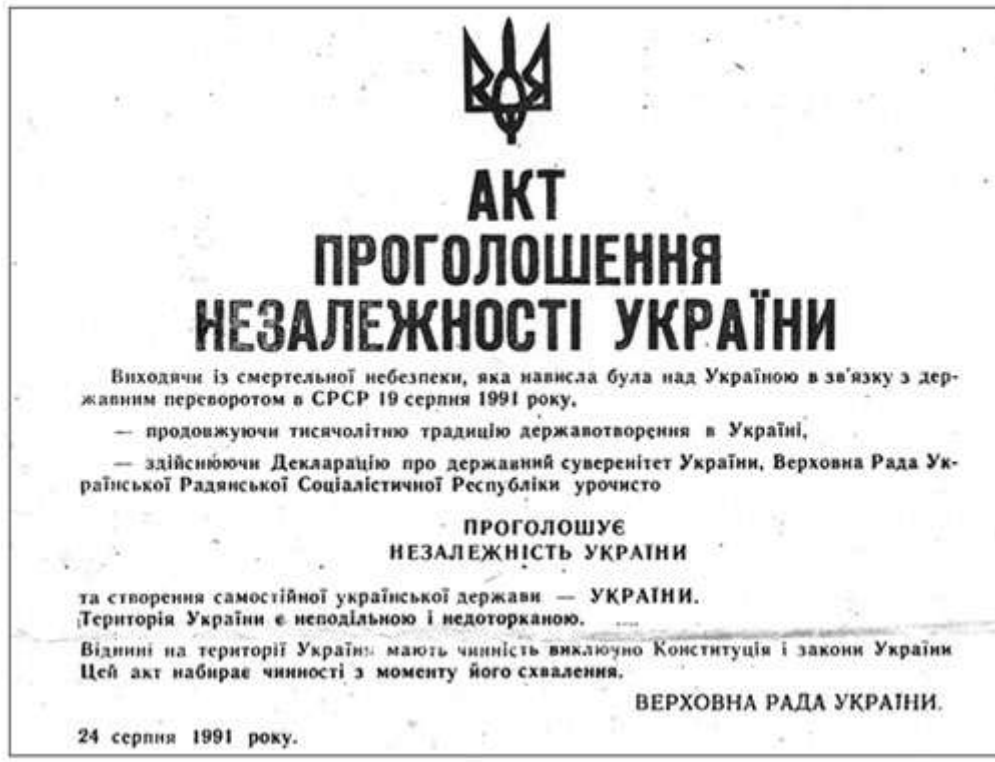 АКТ
ПРОГОЛОШЕННЯ
НЕЗАЛЕЖНОСТІ УКРАЇНИ
Виходячи із смертельної небезпеки, яка нависла була над Україною в зв'язку з дер-
жавним переворотом в СРСР 19 серпня 1991 року,
— продовжуючи тисячолітню традицію державотворення в Україні,
— здійснюючи Декларацію про державний суверенітет України, Верховна Рада Ук-
раїнської Радянської Соціалістичної Республіки урочисто
ПРОГОЛОШУЄ
НЕЗАЛЕЖНІСТЬ УКРАЇНИ
та створення самостійної української держави — УКРАЇНИ.
Територія України є неподільною і недоторканою.
Віднині на території України мають чинність виключно Конституція і закони України
Цей акт набирає чинності з моменту його схвалення.
ВЕРХОВНА РАДА УКРАЇНИ.
24 серпня 1991 року.